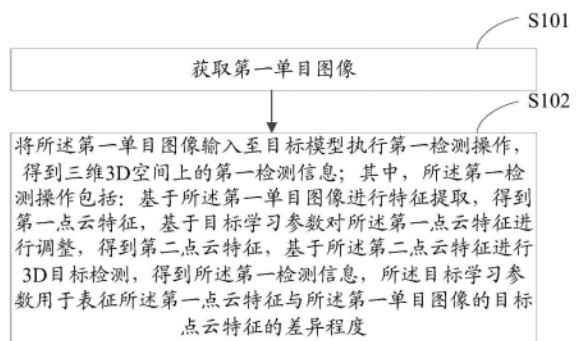 S101
获取第一单目图像
S102
将所述第一单目图像输入至目标模型执行第一检测操作，
得到三维3D空间上的第一检测信息；其中，所述第一检
测操作包括：基于所述第一单目图像进行特征提取，得到
第一点云特征，基于目标学习参数对所述第一点云特征进
行调整，得到第二点云特征，基于所述第二点云特征进行
3D目标检测，得到所述第一检测信息，所述目标学习参
数用于表征所述第一点云特征与所述第一单目图像的目标
点云特征的差异程度